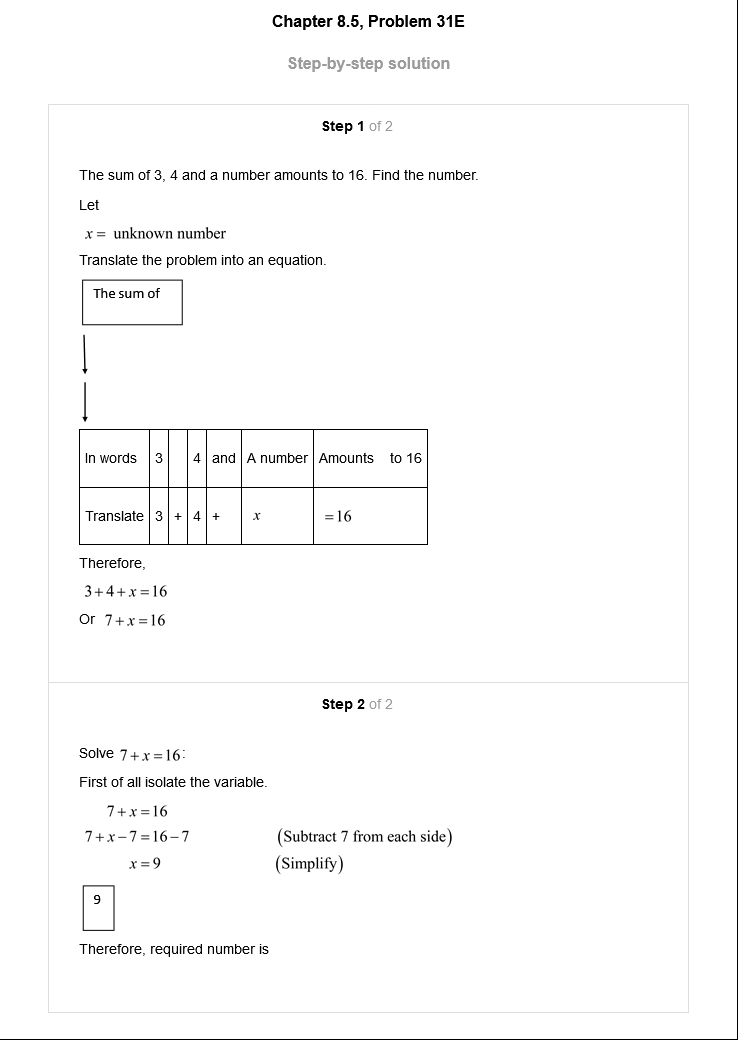 Chapter 8.5, Problem 31E
Step-by-step solution
Step 1 of 2
The sum of 3, 4 and a number amounts to 16. Find the number.
Let
x = unknown number
Translate the problem into an equation.
The sum of
In words 3 4 and A number Amounts to 16
Translate 3 + 4 + x =16
Therefore,
3+4+x=16
Or 7+x=16
Step 2 of 2
Solve 7+x=16:
First of all isolate the variable.
7+x=16
7+x−7=16−7 (Subtract 7 from each side)
x=9 (Simplify)
9
Therefore, required number is